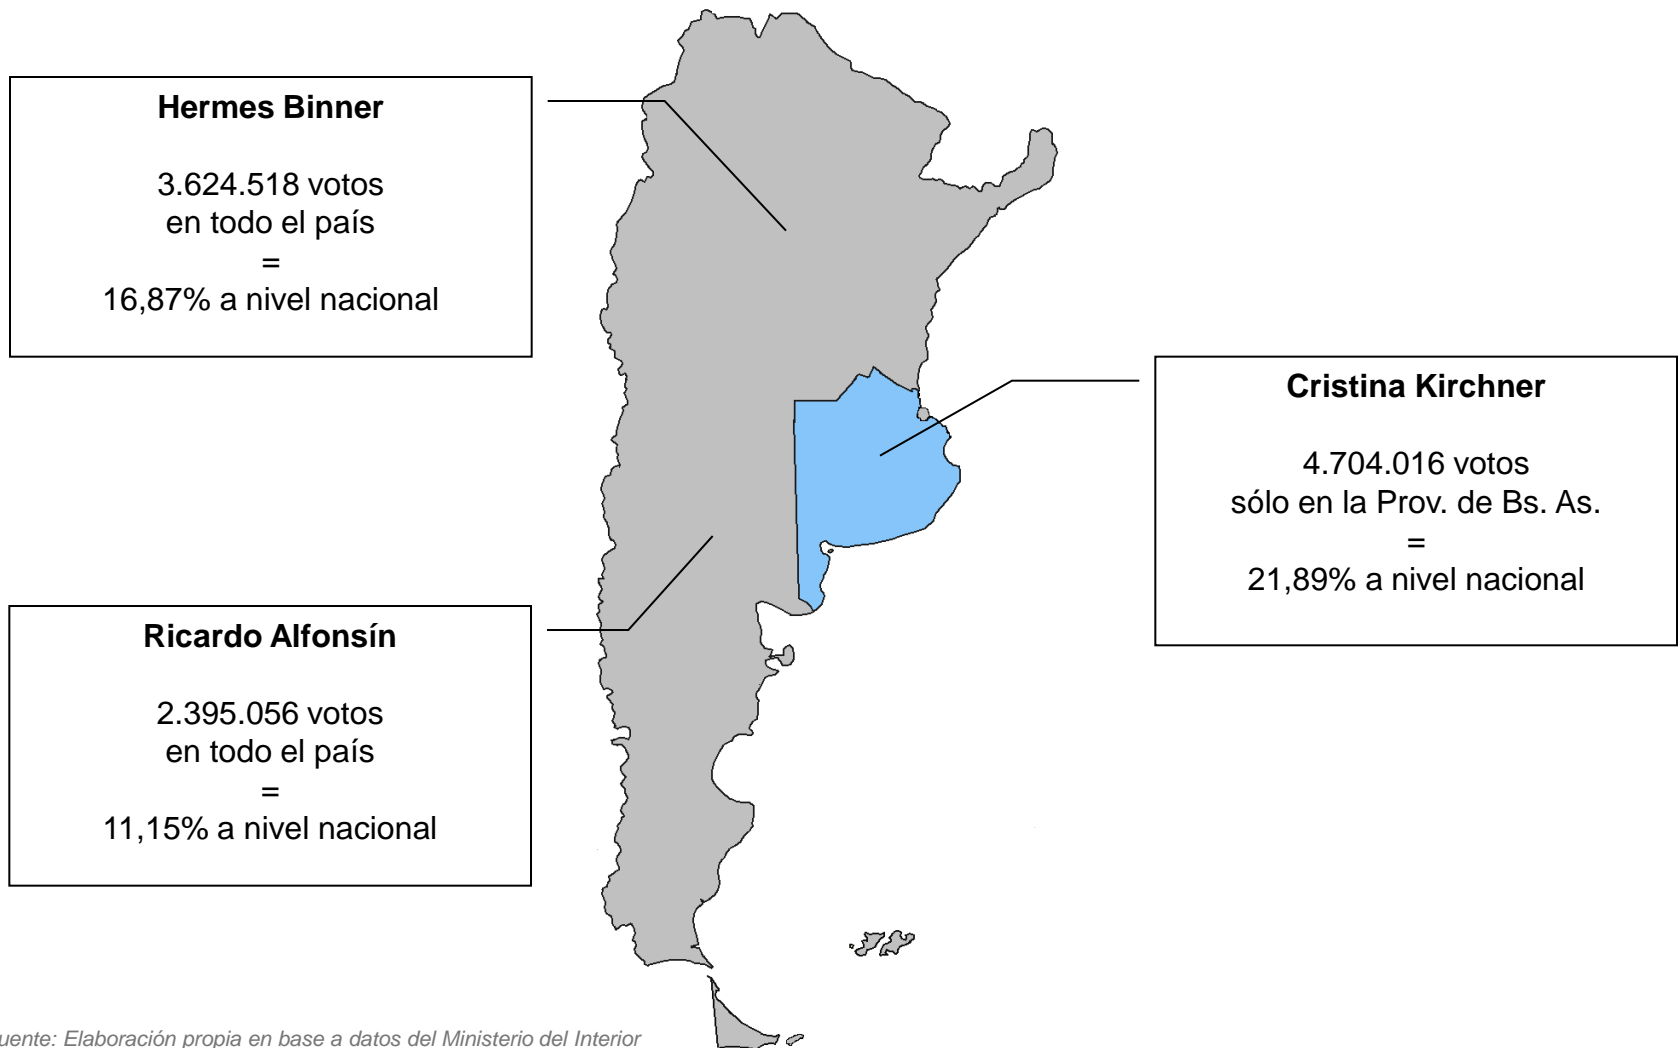 Hermes Binner
3.624.518 votos
en todo el país
=
16,87% a nivel nacional
Cristina Kirchner
4.704.016 votos
sólo en la Prov. de Bs. As.
=
21,89% a nivel nacional
Ricardo Alfonsín
2.395.056 votos
en todo el país
=
11,15% a nivel nacional
uente: Elaboración propia en base a datos del Ministerio del Interior